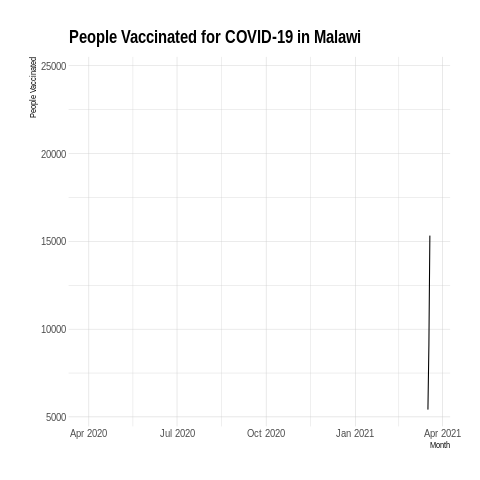 People Vaccinated for COVID-19 in Malawi
People Vaccinated
25000
20000
15000
10000
5000
Apr 2020
Jul 2020
Oct 2020
Jan 2021
Apr 2021
Month